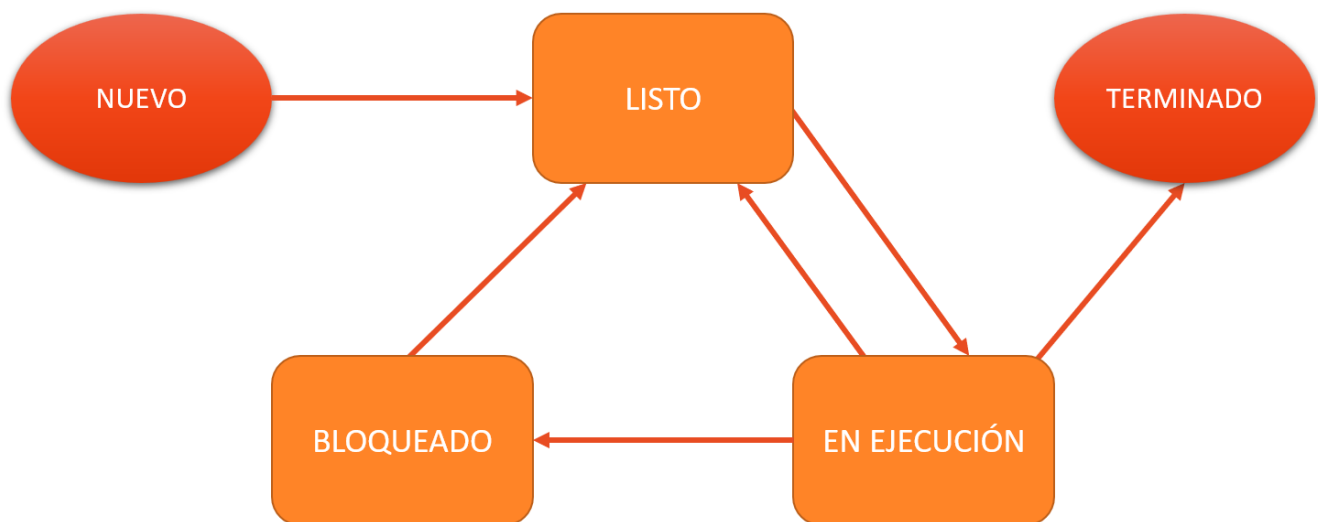 NUEVO
LISTO
TERMINADO
BLOQUEADO
EN EJECUCIÓN